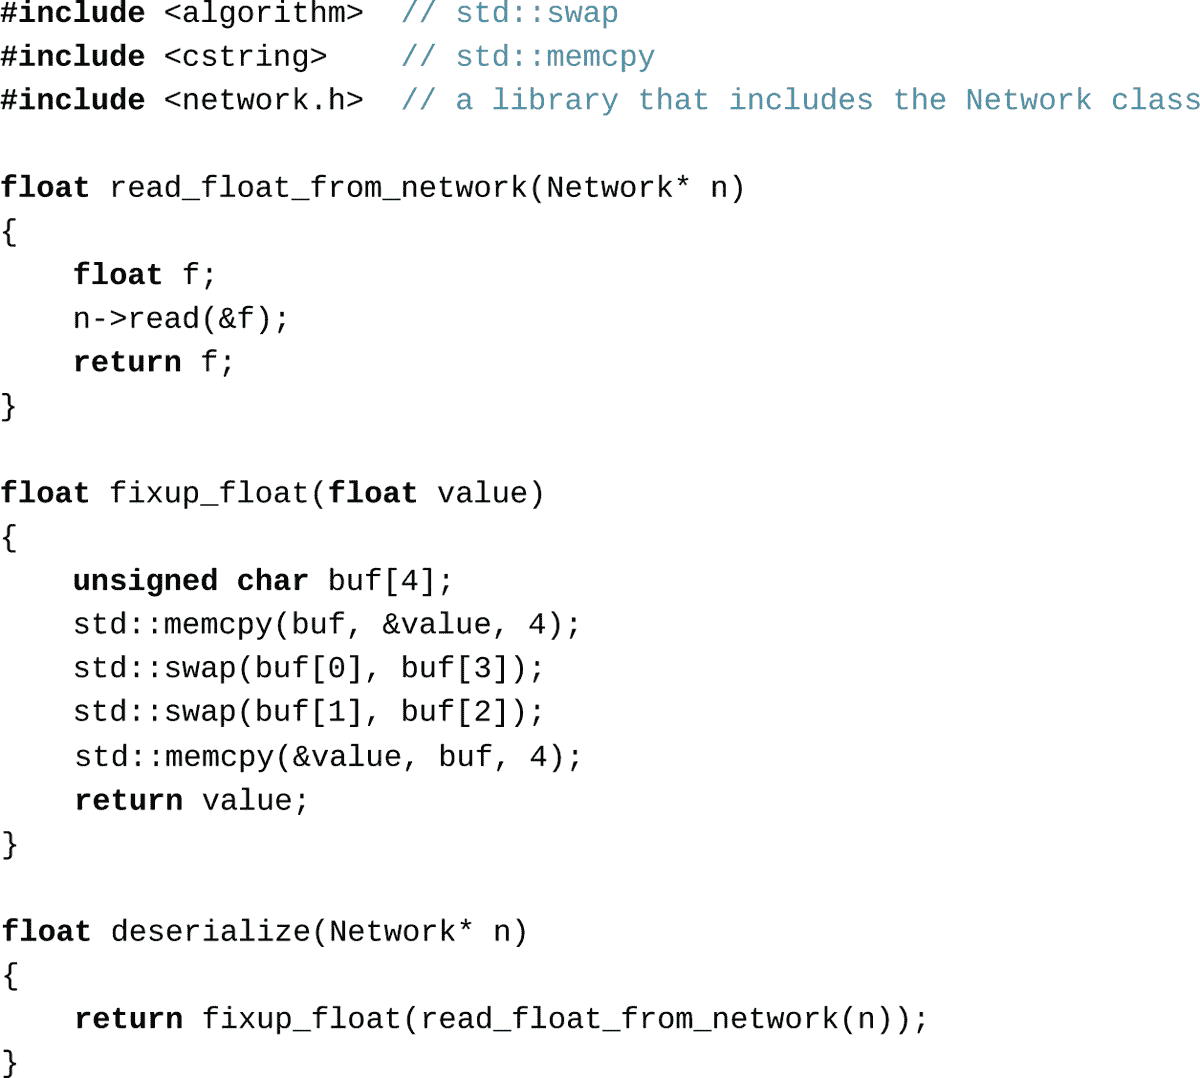 #include <algorithm>  // std::swap
#include <cstring>    // std::memcpy
#include <network.h>  // a library that includes the Network class

float read_float_from_network(Network* n)
{
    float f;
    n->read(&f);
    return f;
}

float fixup_float(float value)
{
    unsigned char buf[4];
    std::memcpy(buf, &value, 4);
    std::swap(buf[0], buf[3]);
    std::swap(buf[1], buf[2]);
    std::memcpy(&value, buf, 4);
    return value;
}

float deserialize(Network* n)
{
    return fixup_float(read_float_from_network(n));
}